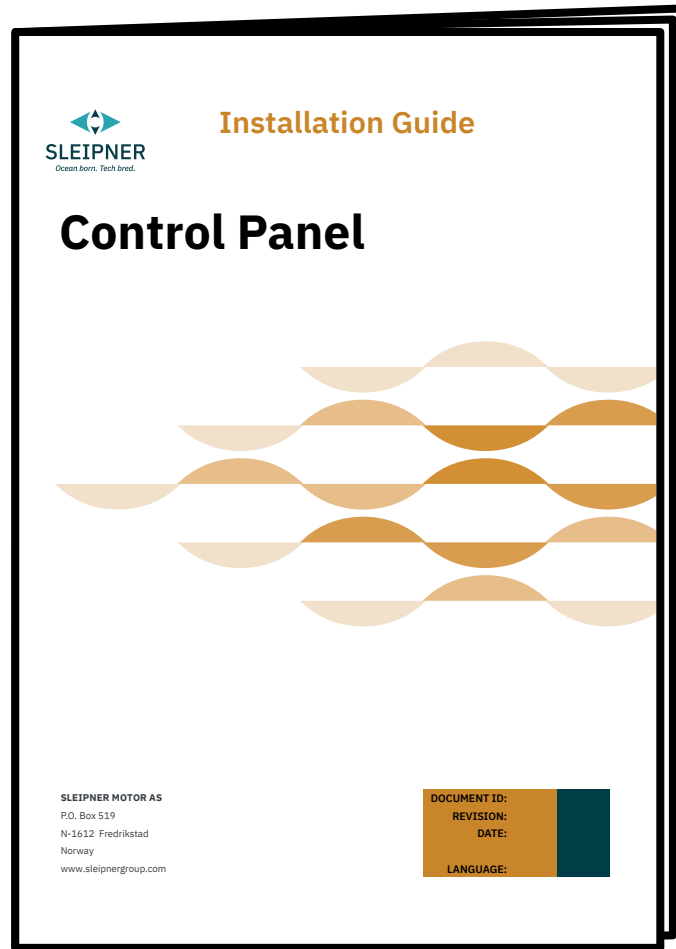 Installation Guide
SLEIPNER
Ocean born. Tech bred.
Control Panel
SLEIPNER MOTOR AS
P.O. Box 519
N-1612 Fredrikstad
Norway
www.sleipnergroup.com
DOCUMENT ID:
REVISION:
DATE:
LANGUAGE: